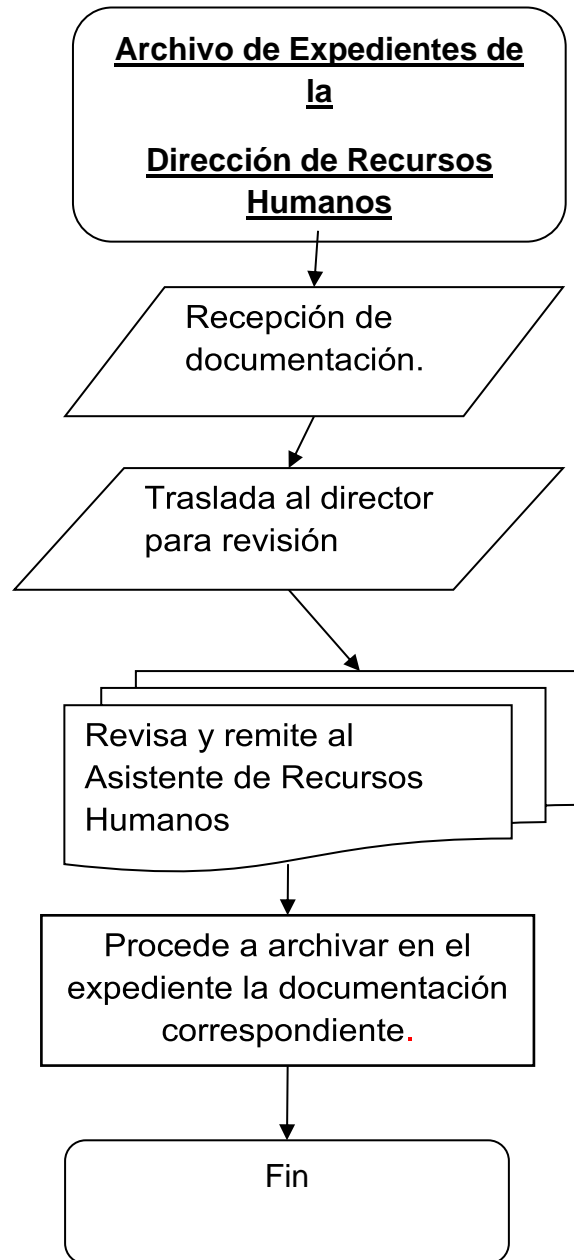 Archivo de Expedientes de
la
Dirección de Recursos
Humanos
Recepción de
documentación.
Traslada al director
para revisión
Revisa y remite al
Asistente de Recursos
Humanos
Procede a archivar en el
expediente la documentación
correspondiente.
Fin